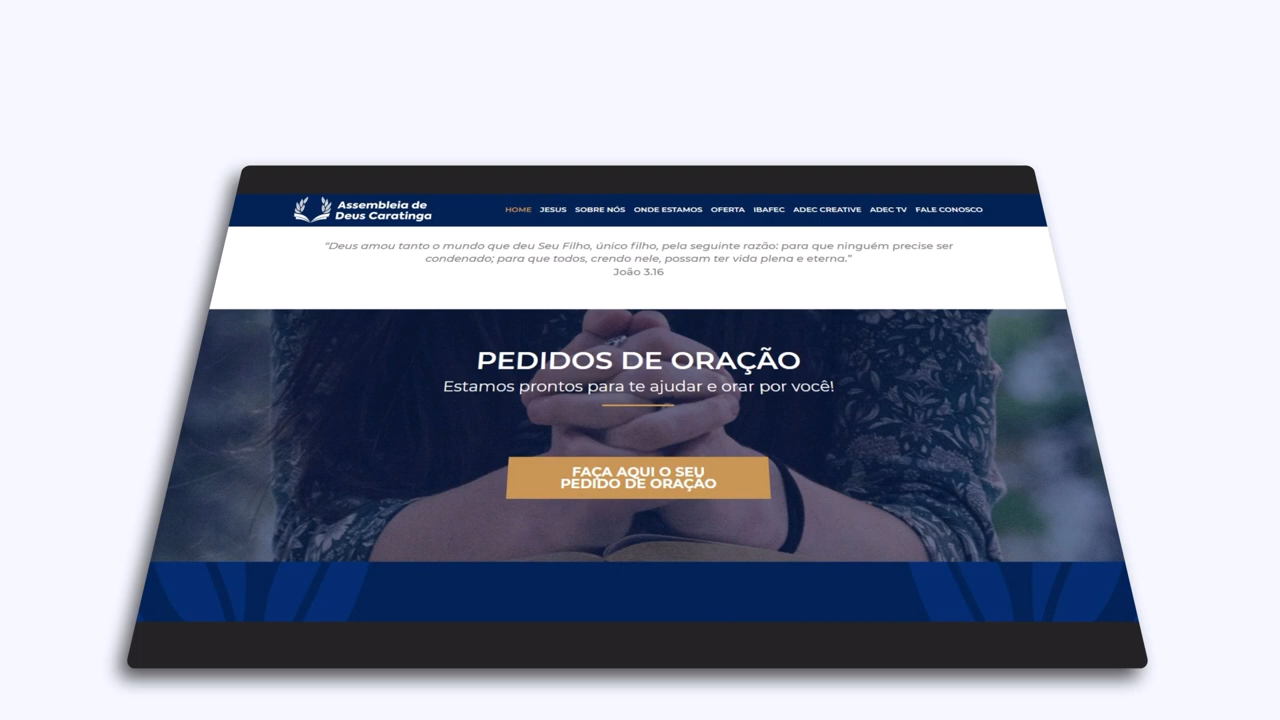 Assembleia de
Deus Caratinga
HOME JESUS SOBRE NÓS ONDE ESTAMOS OFERTA IBAFEC ADEC CREATIVE ADEC TV FALE CONOSCO
“Deus amou tanto o mundo que deu Seu Filho, único filho, pela seguinte razão: para que ninguém precise ser
condenado; para que todos, crendo nele, possam ter vida plena e eterna.”
João 3.16
PEDIDOS DE ORAÇÃO
Estamos prontos para te ajudar e orar por você!
FAÇA AQUI O SEU
PEDIDO DE ORAÇÃO